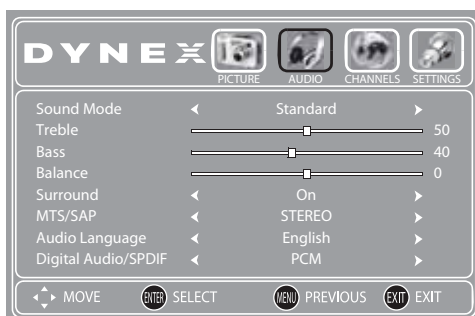 DYNEX
PICTURE AUDIO CHANNELS SETTINGS
Sound Mode Standard
Treble 50
Bass 40
Balance 0
Surround On
MTS/SAP STEREO
Audio Language English
Digital Audio/SPDIF PCM
MOVE ENTER SELECT MENU PREVIOUS EXIT EXIT